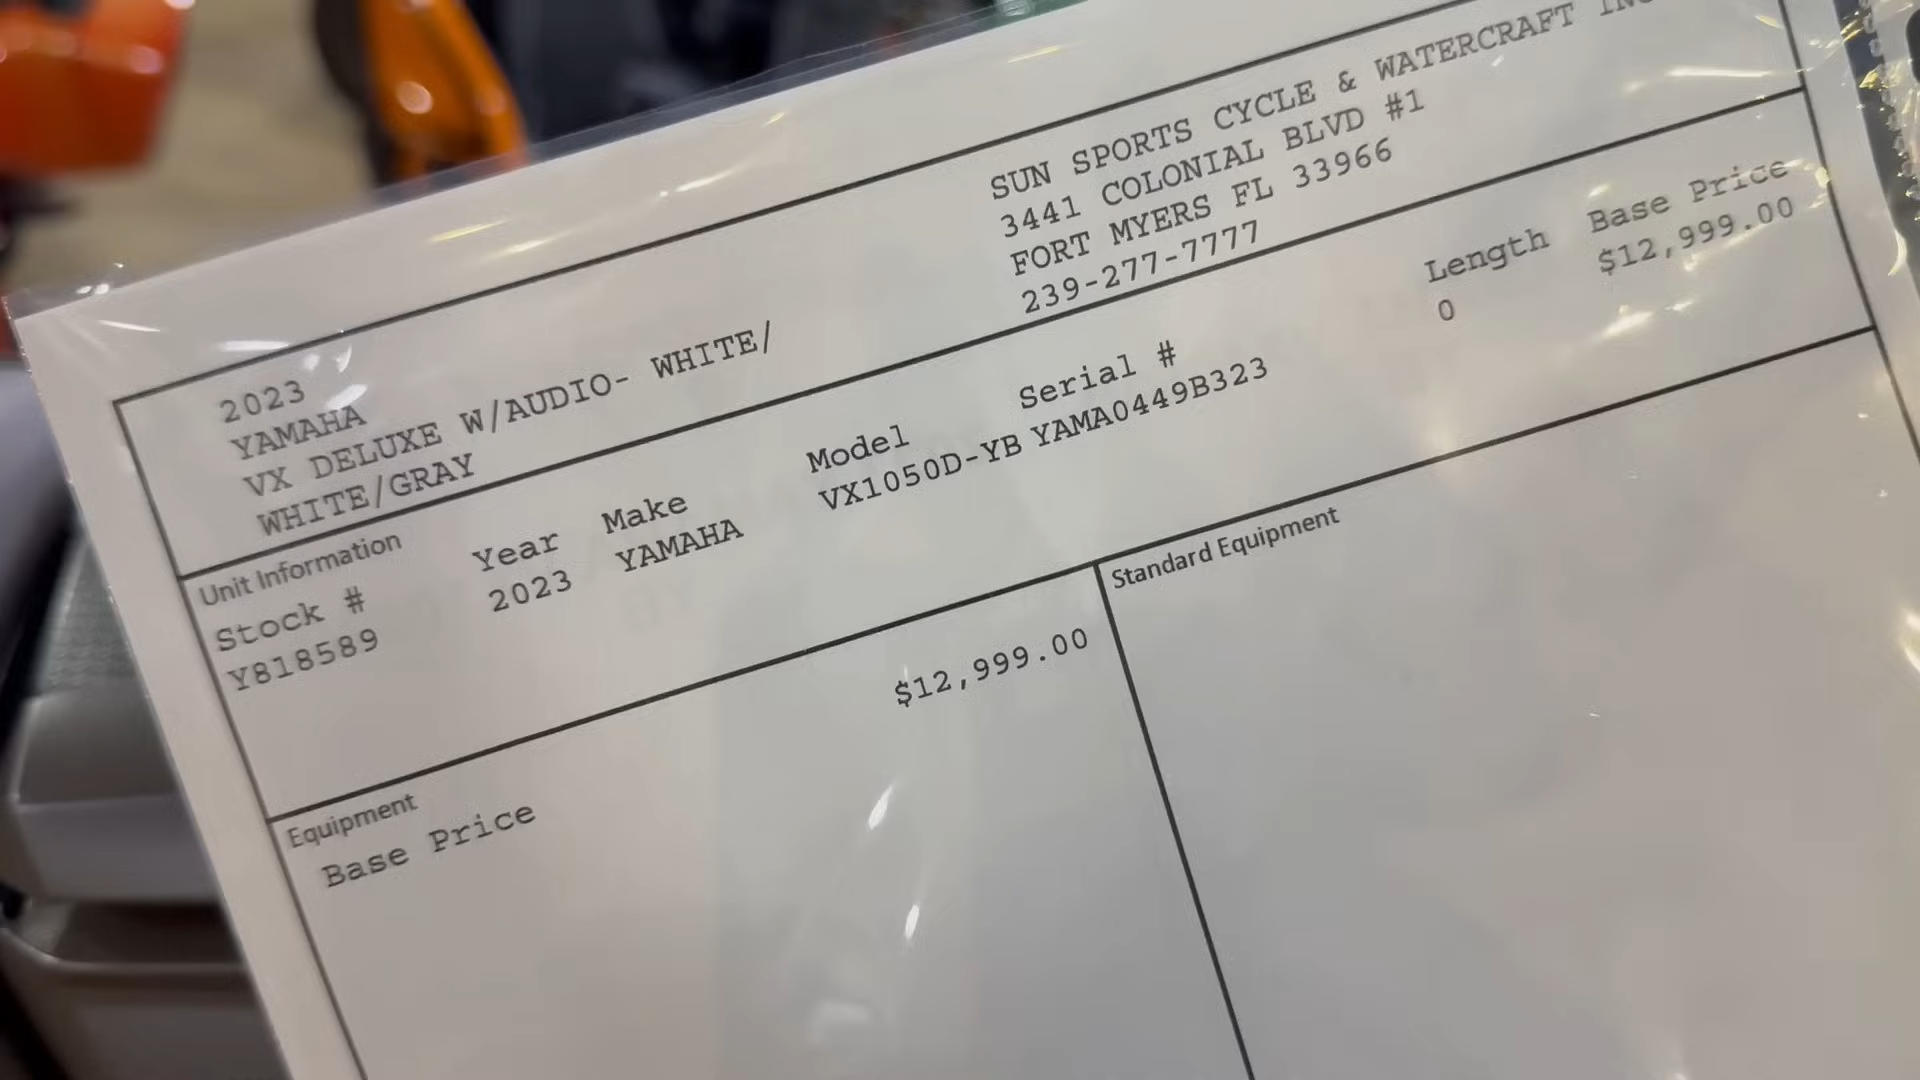 SUN SPORTS CYCLE & WATERCRAFT
3441 COLONIAL BLVD #1
FORT MYERS FL 33966
239-277-7777
2023
YAMAHA
VX DELUXE W/AUDIO- WHITE/
WHITE/GRAY
Unit Information
Stock # Year Make Model Serial # Length Base Price
Y818589 2023 YAMAHA VX1050D-YB YAMA0449B323 0 $12,999.00
Equipment
Standard Equipment
Base Price $12,999.00